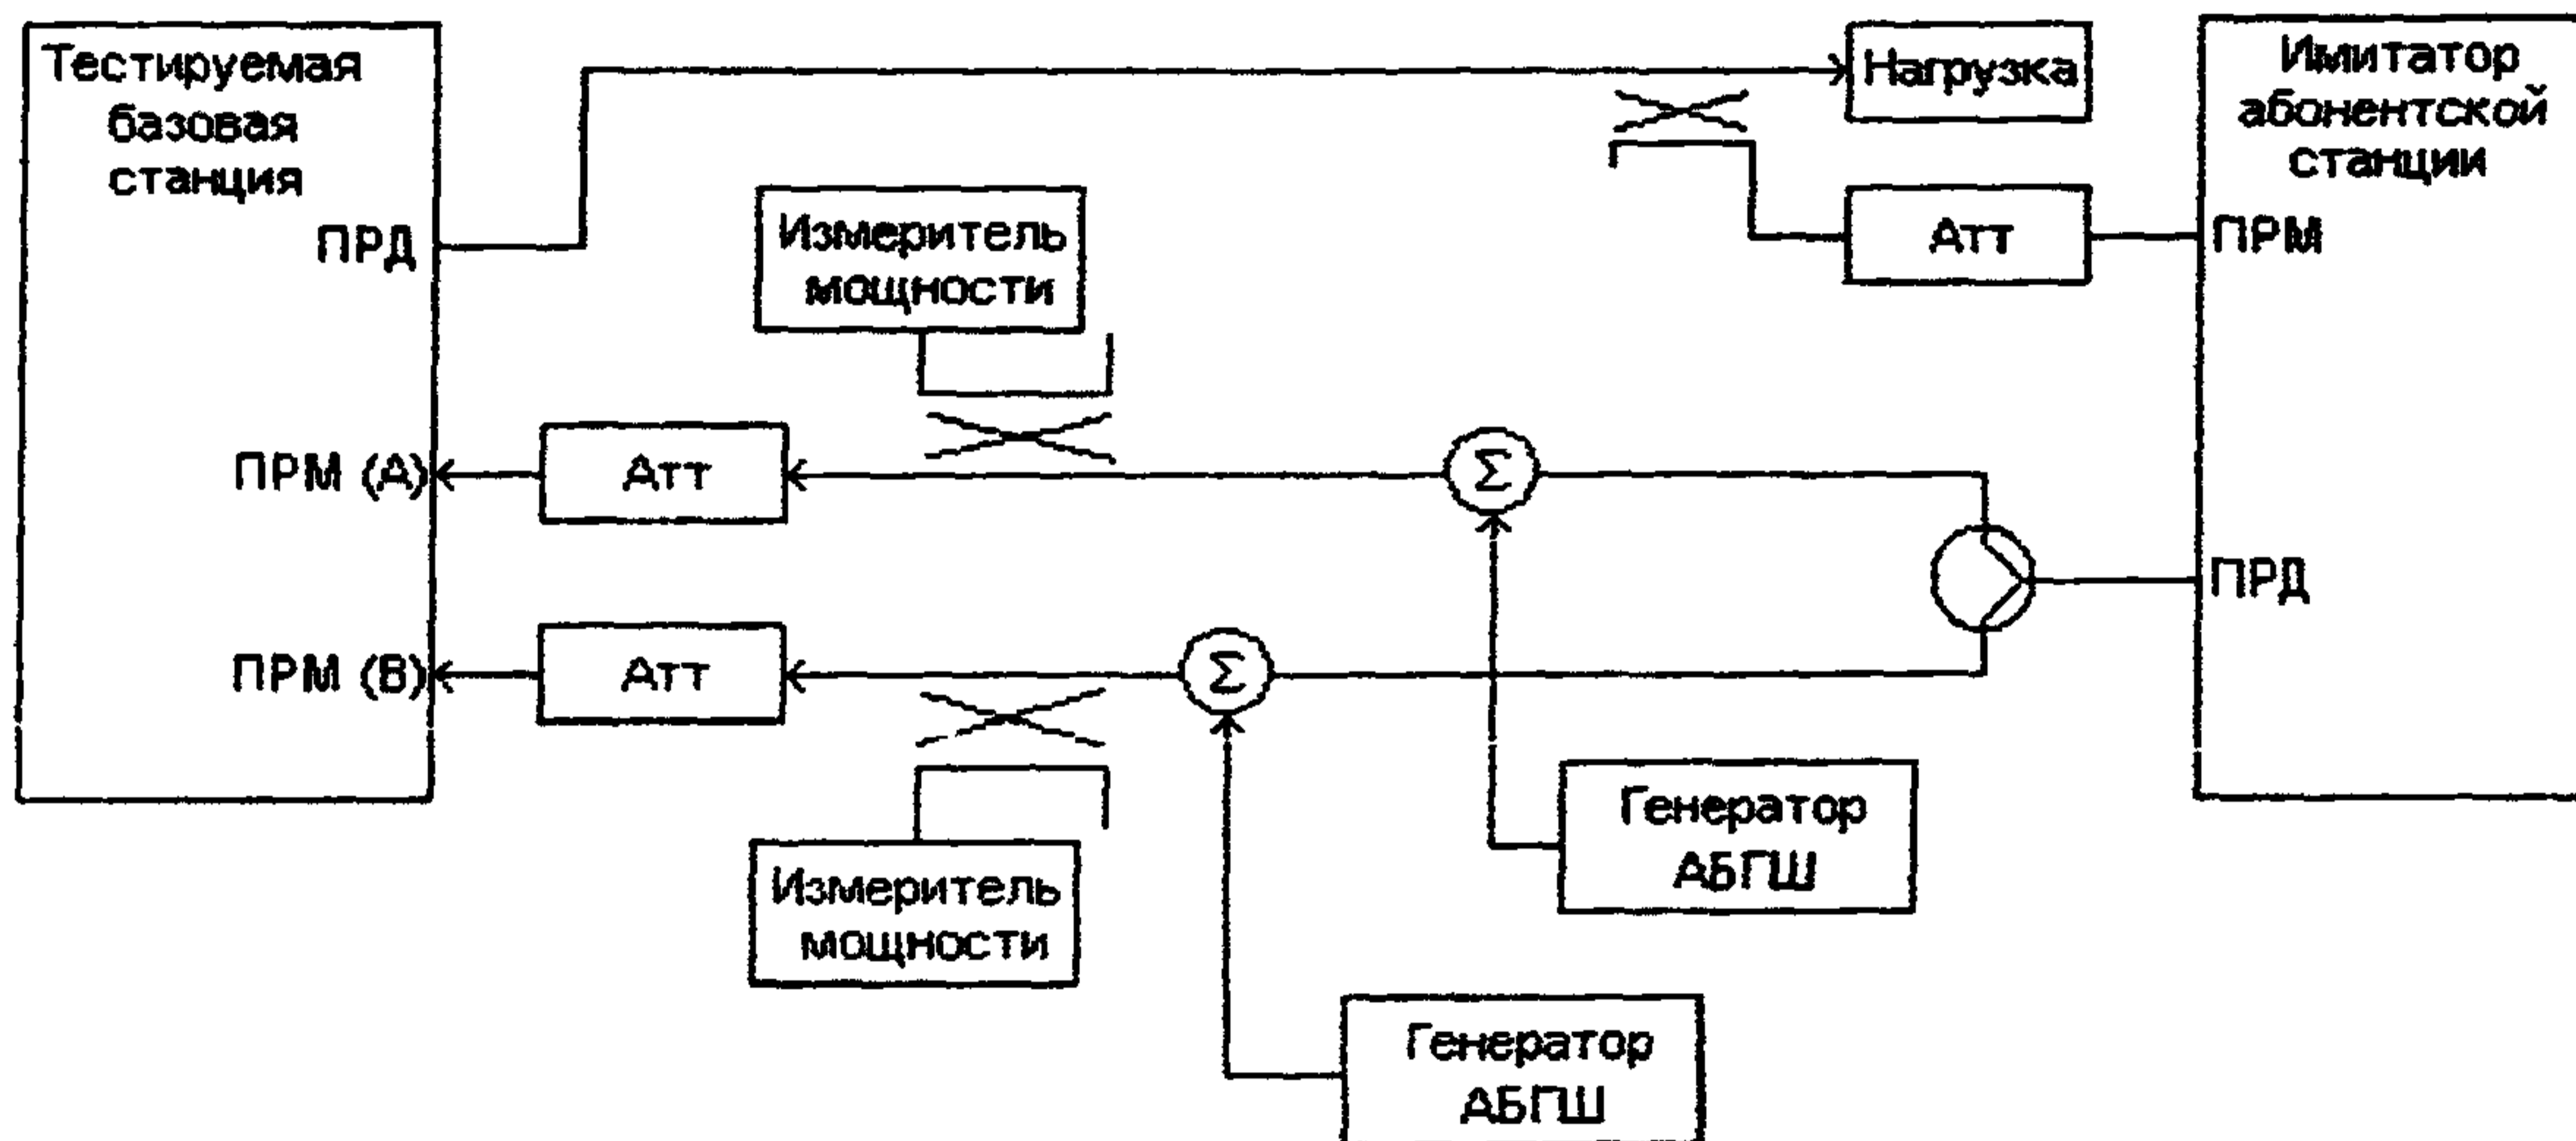 Тестируемая
базовая
станция
ПРД
ПРМ (А)
ПРМ (В)
Измеритель
мощности
Атт
Σ
Атт
Σ
Измеритель
мощности
Генератор
АБГШ
Генератор
АБГШ
Нагрузка
Атт
Имитатор
абонентской
станции
ПРМ
ПРД